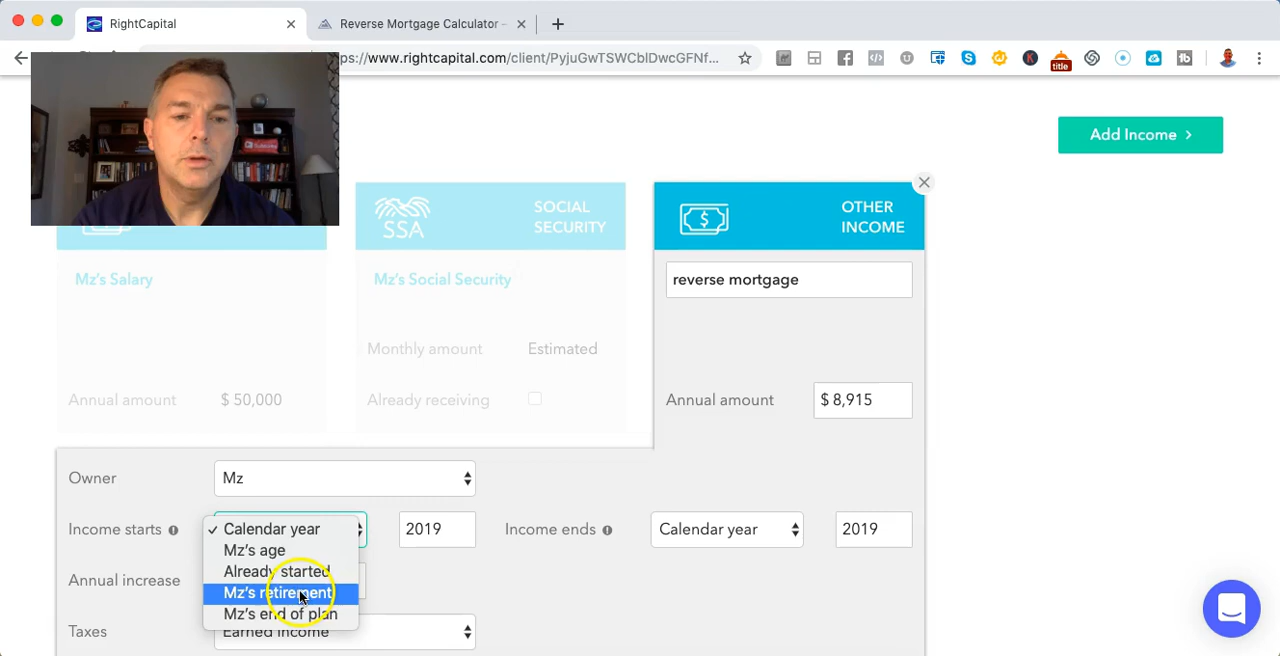 RightCapital
Reverse Mortgage Calculator –
ps://www.rightcapital.com/client/PyjuGwTSWCblDwcGFNf...
title
Add Income
SOCIAL
SECURITY
SSA
OTHER
INCOME
Mz's Salary
Mz's Social Security
reverse mortgage
Monthly amount Estimated
Annual amount $ 50,000
Already receiving
Annual amount $ 8,915
Owner Mz
Income starts Calendar year 2019 Income ends Calendar year 2019
Mz's age
Already started
Annual increase
Mz's retirement
Mz's end of plan
Taxes Earned income